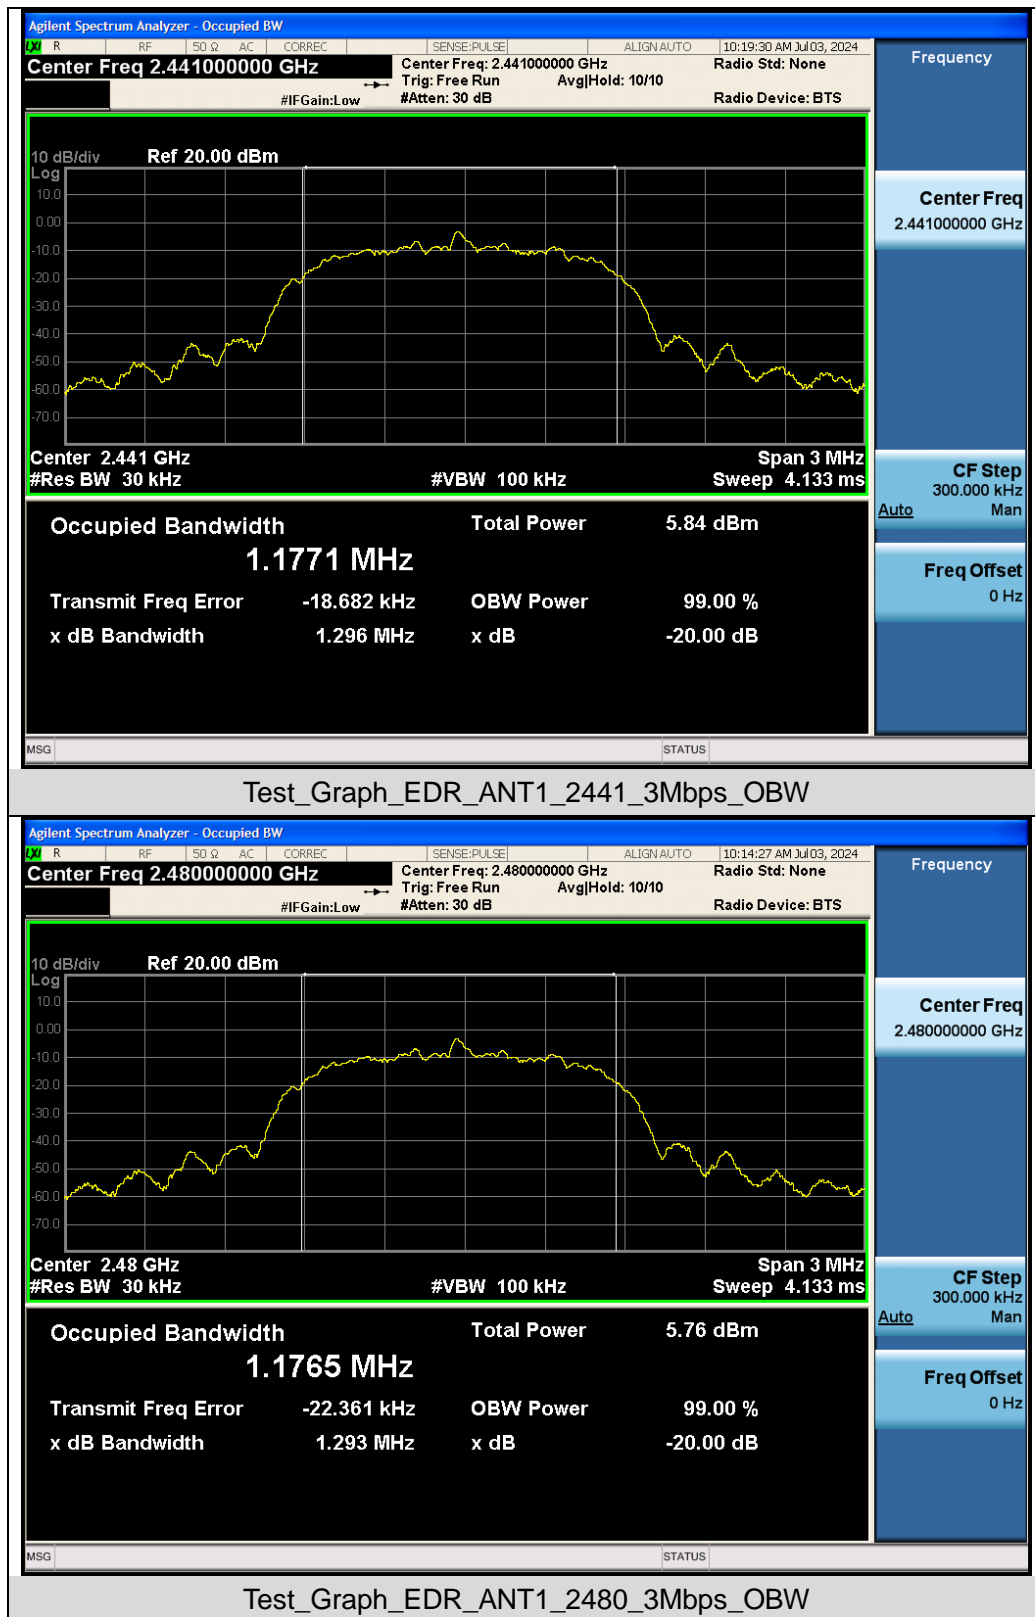 Agilent Spectrum Analyzer - Occupied BW
LXI R RF 50 Ω AC CORREC SENSE:PULSE ALIGN AUTO 10:19:30 AM Jul 03, 2024
Center Freq 2.441000000 GHz
Center Freq: 2.441000000 GHz
Radio Std: None
Trig: Free Run Avg|Hold: 10/10
#IFGain:Low
#Atten: 30 dB
Radio Device: BTS
10 dB/div Ref 20.00 dBm
Log
10.0
0.00
-10.0
-20.0
-30.0
-40.0
-50.0
-60.0
-70.0
Center 2.441 GHz Span 3 MHz
#Res BW 30 kHz #VBW 100 kHz Sweep 4.133 ms
Occupied Bandwidth Total Power 5.84 dBm
1.1771 MHz
Transmit Freq Error -18.682 kHz OBW Power 99.00 %
x dB Bandwidth 1.296 MHz x dB -20.00 dB
MSG STATUS
Frequency
Center Freq
2.441000000 GHz
CF Step
300.000 kHz
Auto Man
Freq Offset
0 Hz
Test_Graph_EDR_ANT1_2441_3Mbps_OBW
Agilent Spectrum Analyzer - Occupied BW
LXI R RF 50 Ω AC CORREC SENSE:PULSE ALIGN AUTO 10:14:27 AM Jul 03, 2024
Center Freq 2.480000000 GHz
Center Freq: 2.480000000 GHz
Radio Std: None
Trig: Free Run Avg|Hold: 10/10
#IFGain:Low
#Atten: 30 dB
Radio Device: BTS
10 dB/div Ref 20.00 dBm
Log
10.0
0.00
-10.0
-20.0
-30.0
-40.0
-50.0
-60.0
-70.0
Center 2.48 GHz Span 3 MHz
#Res BW 30 kHz #VBW 100 kHz Sweep 4.133 ms
Occupied Bandwidth Total Power 5.76 dBm
1.1765 MHz
Transmit Freq Error -22.361 kHz OBW Power 99.00 %
x dB Bandwidth 1.293 MHz x dB -20.00 dB
MSG STATUS
Frequency
Center Freq
2.480000000 GHz
CF Step
300.000 kHz
Auto Man
Freq Offset
0 Hz
Test_Graph_EDR_ANT1_2480_3Mbps_OBW